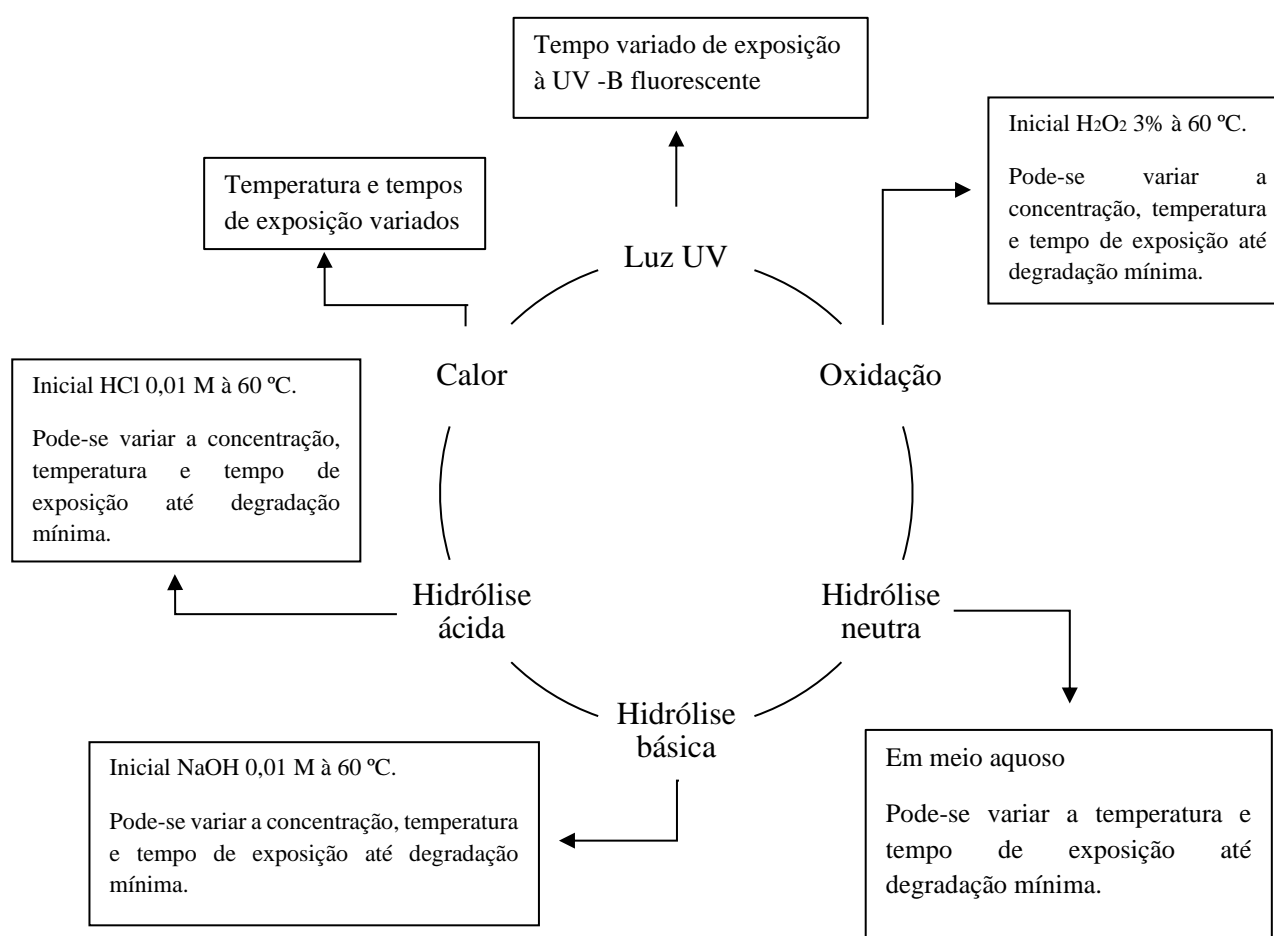 Tempo variado de exposição
à UV -B fluorescente
Inicial H2O2 3% à 60 ºC.
Pode-se variar a
concentração, temperatura
e tempo de exposição até
degradação mínima.
Temperatura e tempos
de exposição variados
Luz UV
Calor
Oxidação
Inicial HCl 0,01 M à 60 ºC.
Pode-se variar a concentração,
temperatura e tempo de
exposição até degradação
mínima.
Hidrólise
ácida
Hidrólise
neutra
Hidrólise
básica
Inicial NaOH 0,01 M à 60 ºC.
Pode-se variar a concentração, temperatura
e tempo de exposição até degradação
mínima.
Em meio aquoso
Pode-se variar a temperatura e
tempo de exposição até
degradação mínima.